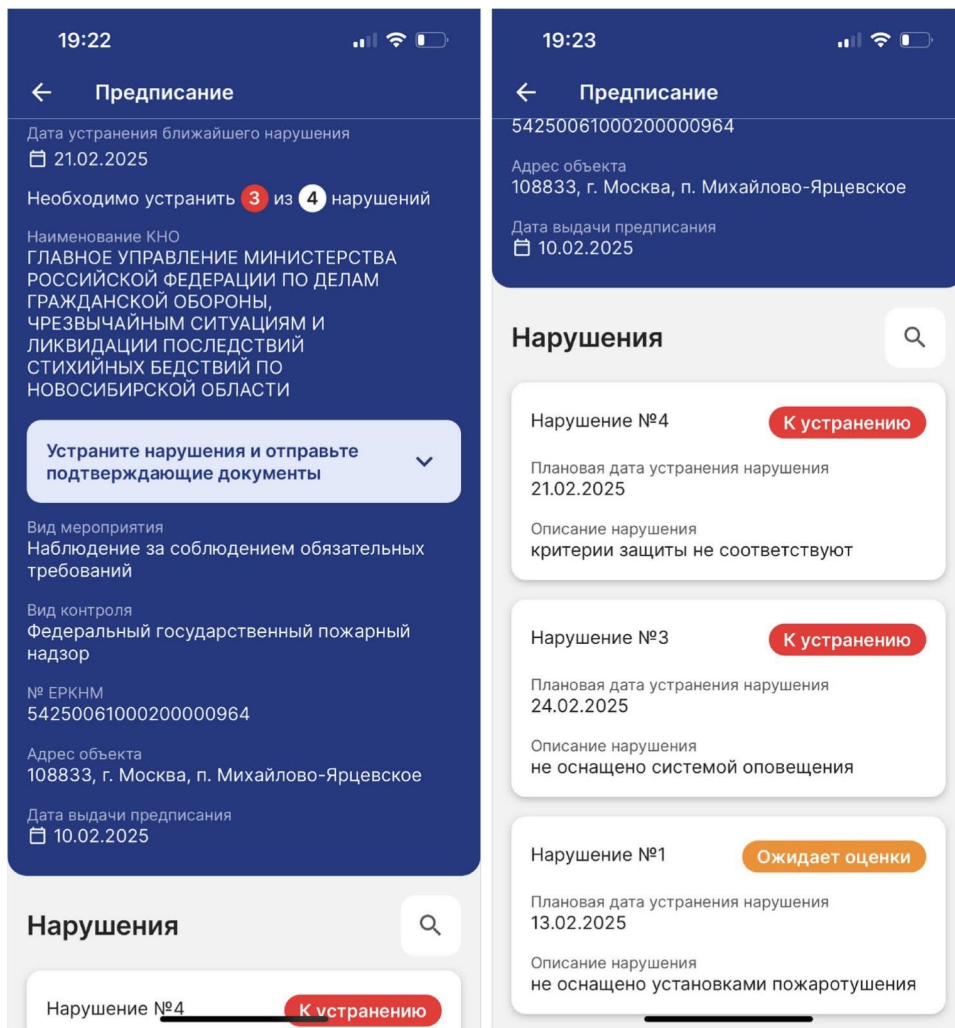 19:22
Предписание
Дата устранения ближайшего нарушения
21.02.2025
Необходимо устранить 3 из 4 нарушений
Наименование КНО
ГЛАВНОЕ УПРАВЛЕНИЕ МИНИСТЕРСТВА
РОССИЙСКОЙ ФЕДЕРАЦИИ ПО ДЕЛАМ
ГРАЖДАНСКОЙ ОБОРОНЫ,
ЧРЕЗВЫЧАЙНЫМ СИТУАЦИЯМ И
ЛИКВИДАЦИИ ПОСЛЕДСТВИЙ
СТИХИЙНЫХ БЕДСТВИЙ ПО
НОВОСИБИРСКОЙ ОБЛАСТИ
Устраните нарушения и отправьте
подтверждающие документы
Вид мероприятия
Наблюдение за соблюдением обязательных
требований
Вид контроля
Федеральный государственный пожарный
надзор
№ ЕРКНМ
54250061000200000964
Адрес объекта
108833, г. Москва, п. Михайлово-Ярцевское
Дата выдачи предписания
10.02.2025
Нарушения
Нарушение №4
К устранению
19:23
Предписание
54250061000200000964
Адрес объекта
108833, г. Москва, п. Михайлово-Ярцевское
Дата выдачи предписания
10.02.2025
Нарушения
Нарушение №4
К устранению
Плановая дата устранения нарушения
21.02.2025
Описание нарушения
критерии защиты не соответствуют
Нарушение №3
К устранению
Плановая дата устранения нарушения
24.02.2025
Описание нарушения
не оснащено системой оповещения
Нарушение №1
Ожидает оценки
Плановая дата устранения нарушения
13.02.2025
Описание нарушения
не оснащено установками пожаротушения